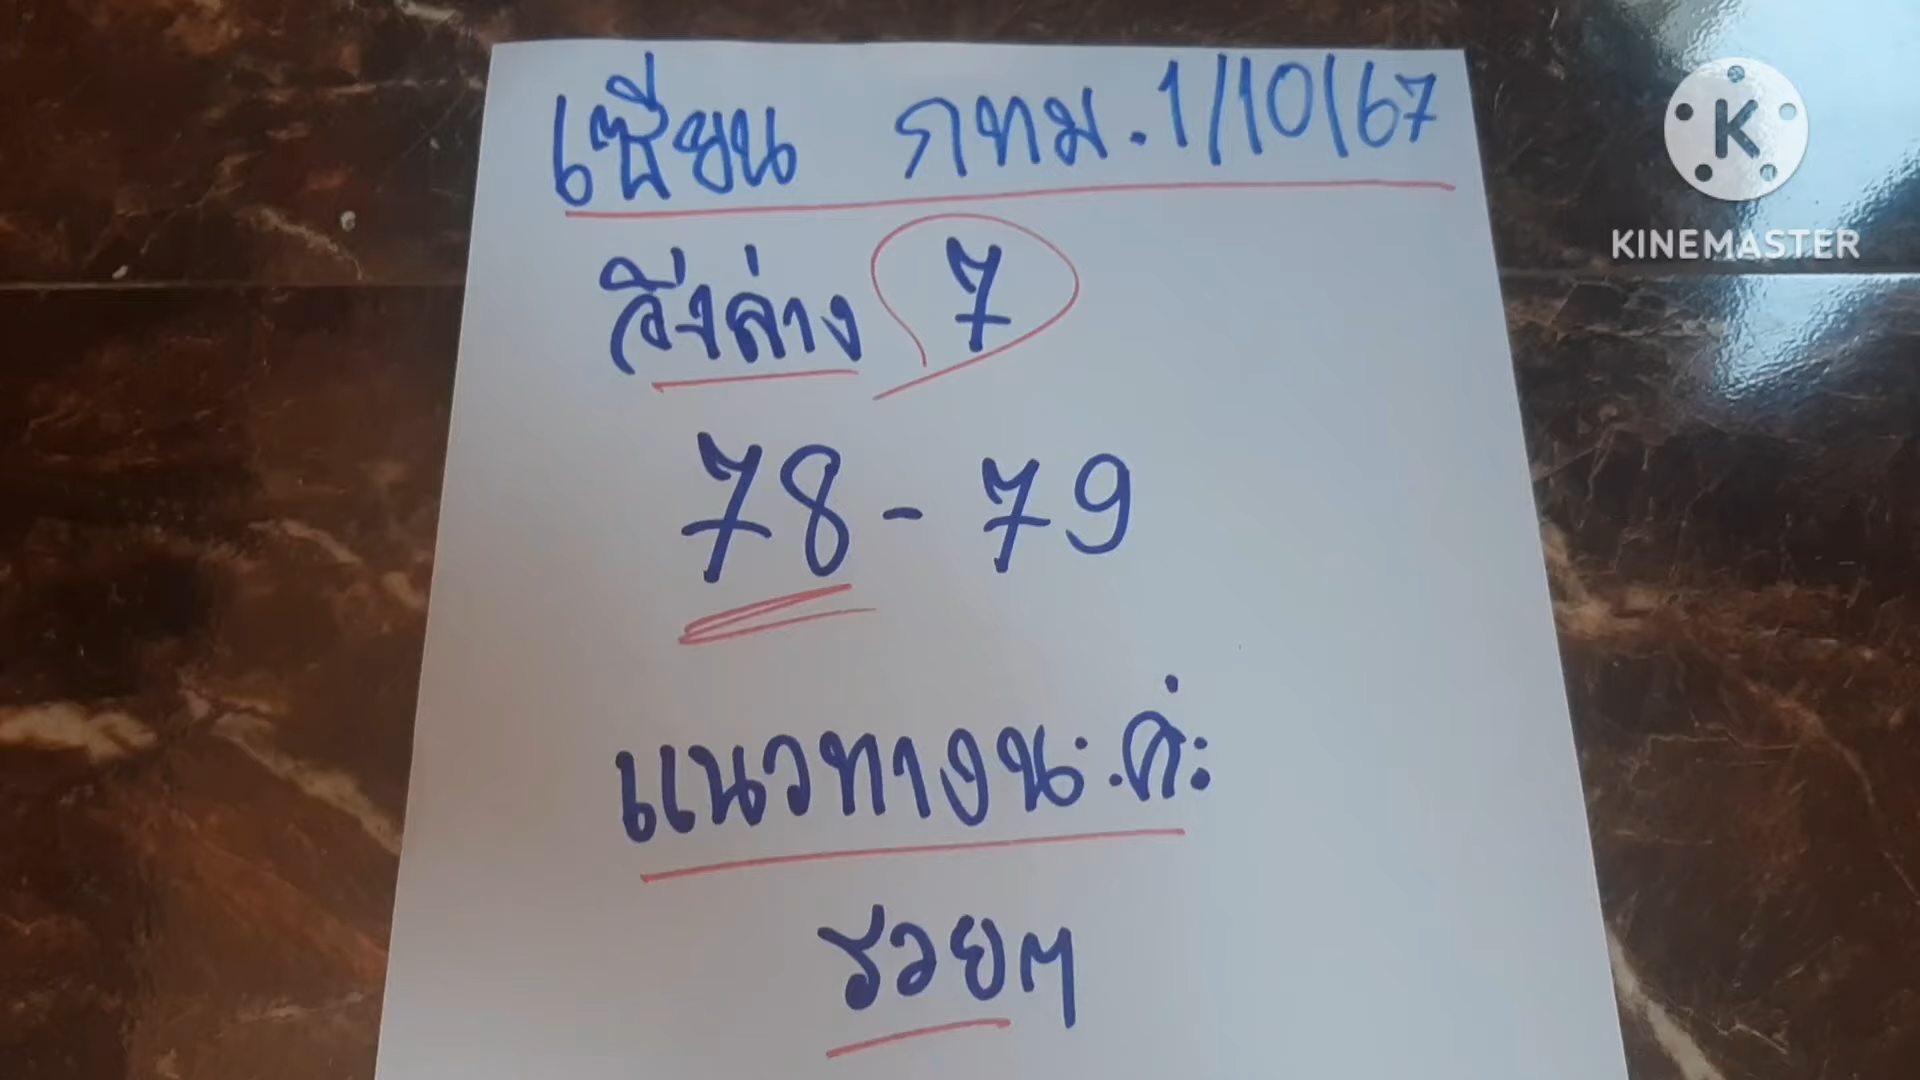 เซียน กทม. 1/10/67
K
KINEMASTER
วิ่งล่าง 7
78 - 79
แนวทางนะค่ะ
รวยๆ